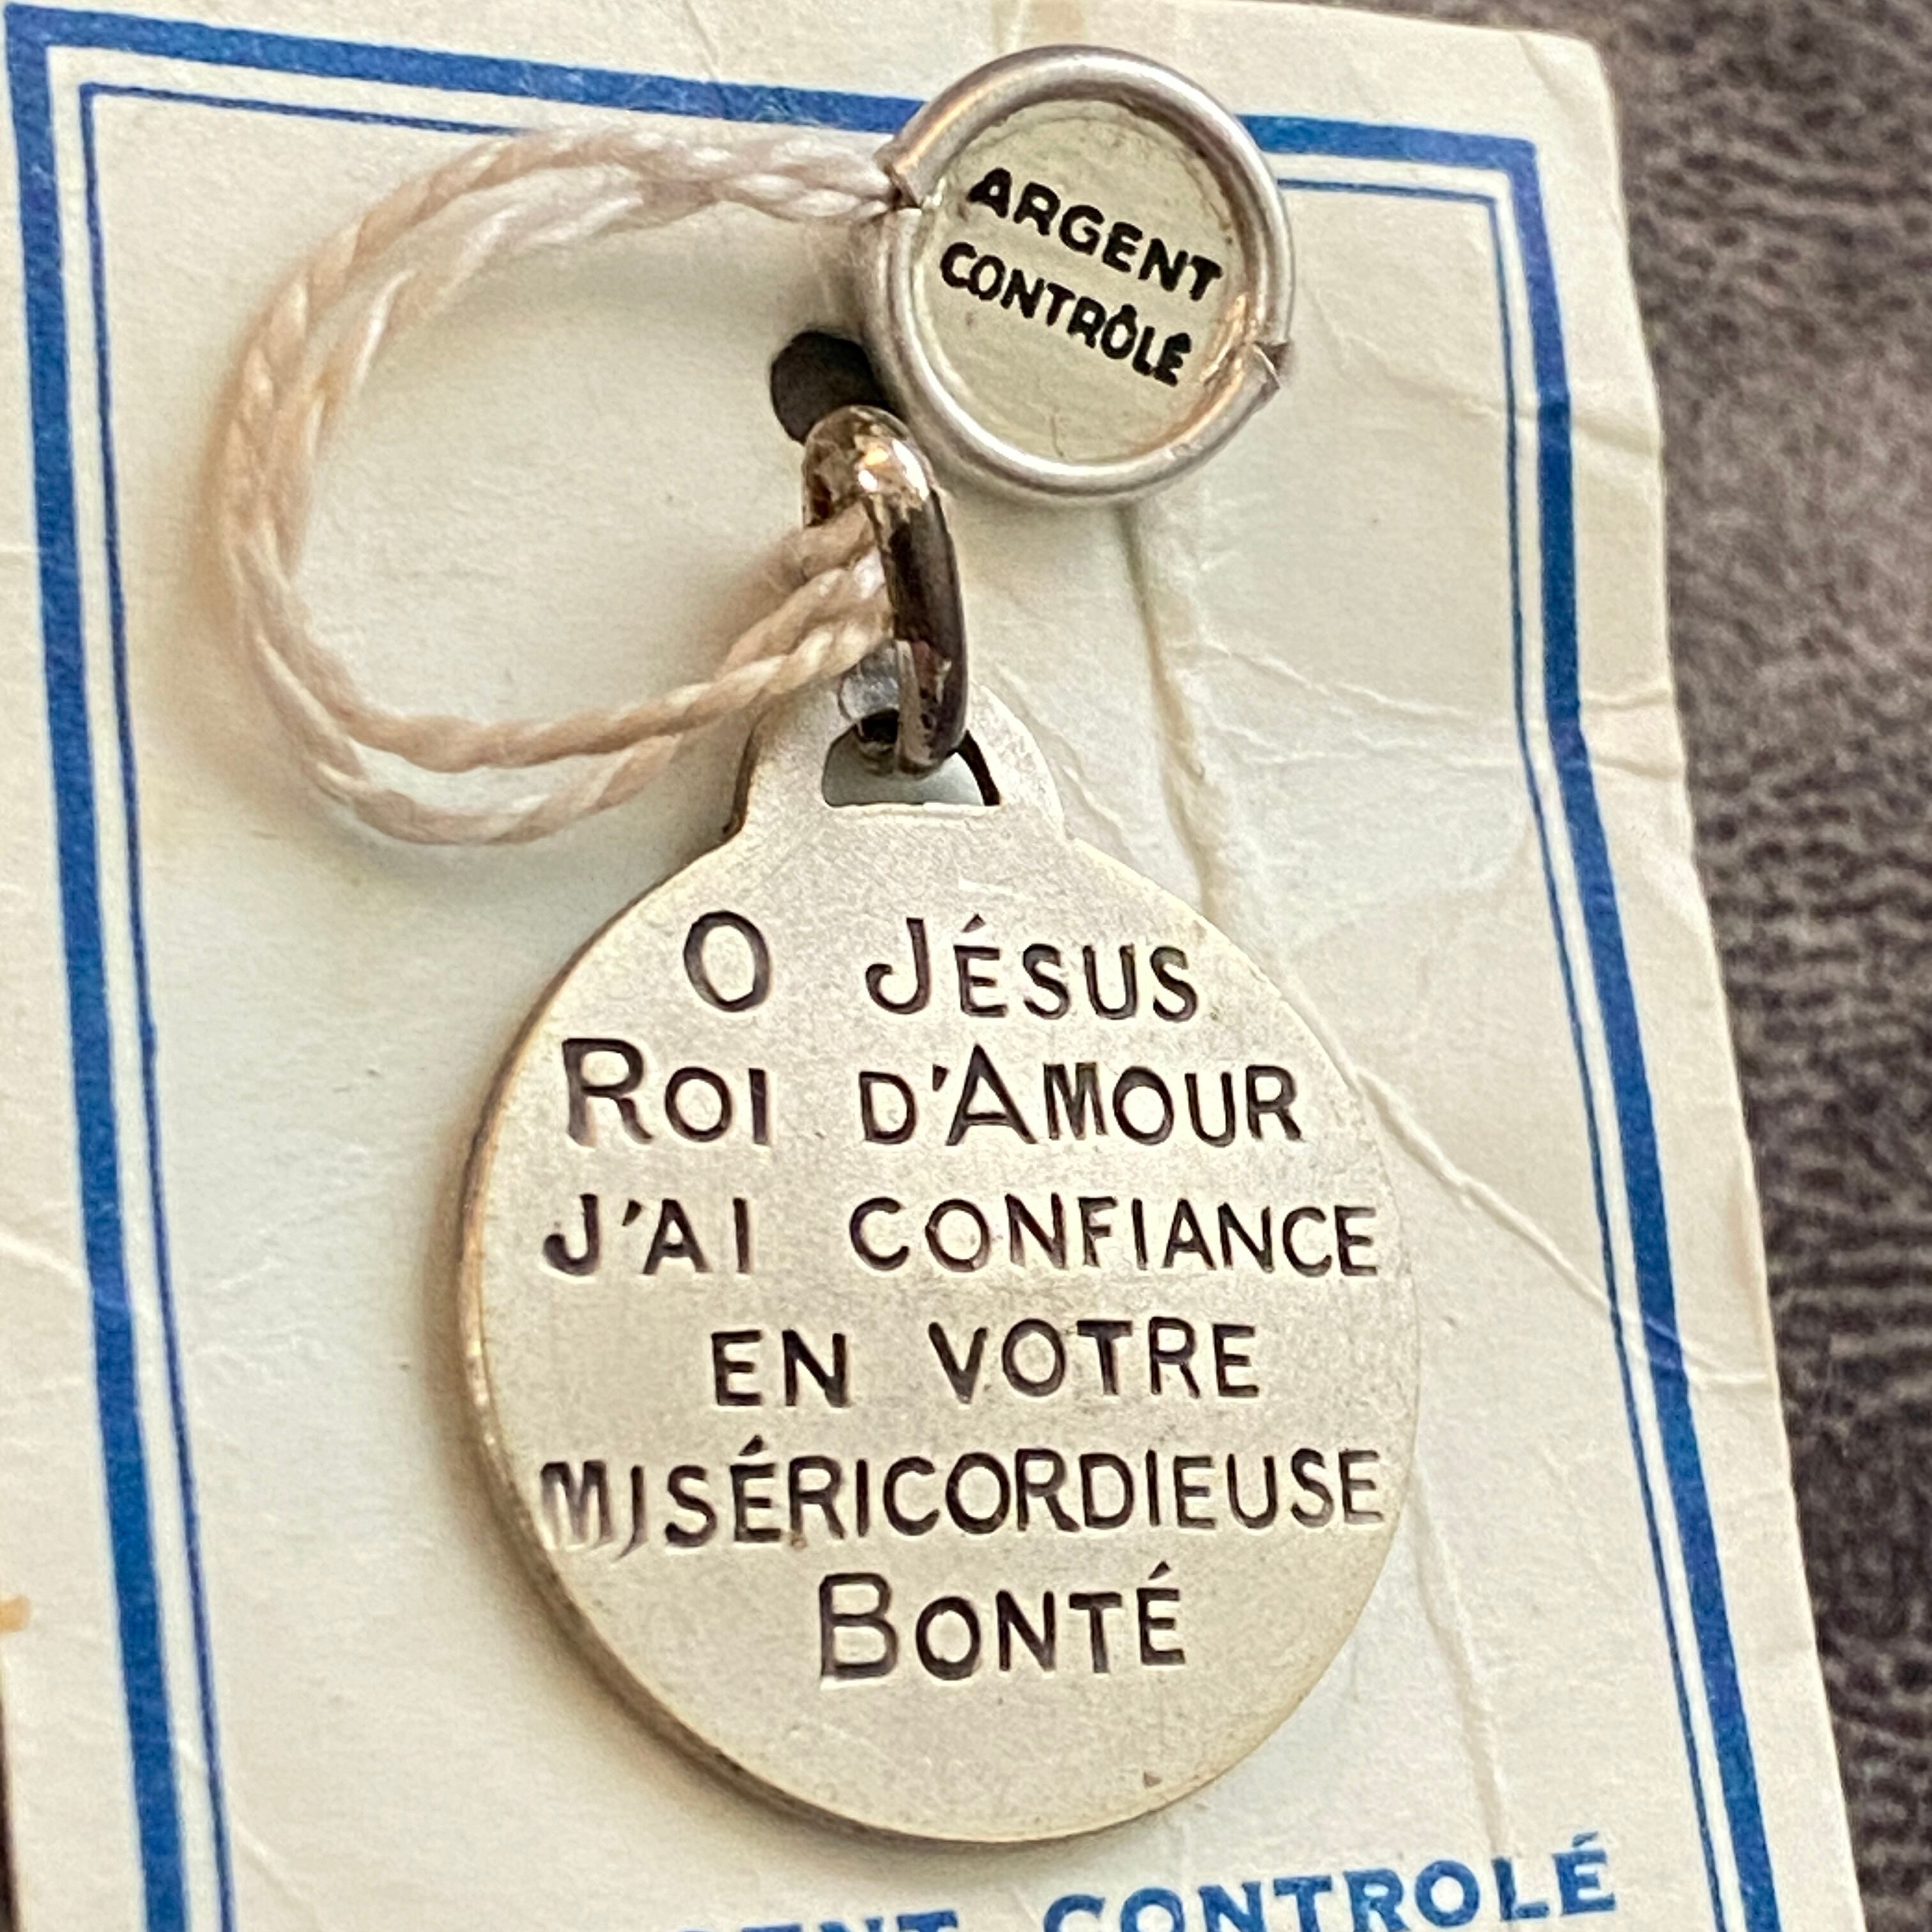 ARGENT
CONTRÔLÉ
O JÉSUS
ROI D'AMOUR
J'AI CONFIANCE
EN VOTRE
MISÉRICORDIEUSE
BONTÉ
CONTROLÉ